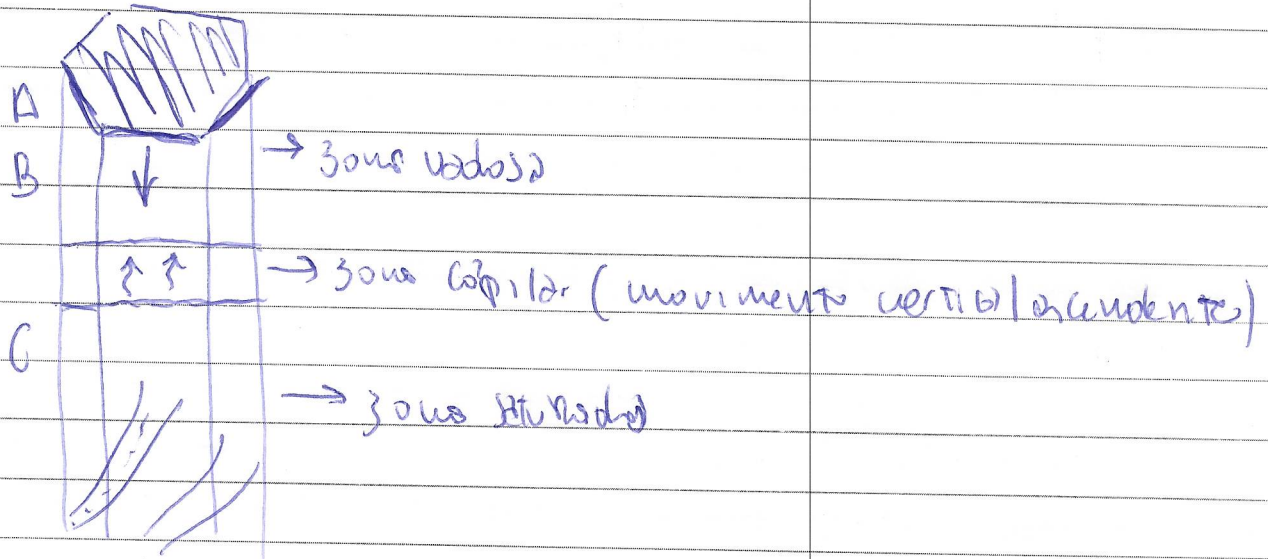 A
B → zona vadosa
→ zona capilar (movimento vertical ascendente)
C
→ zona saturada